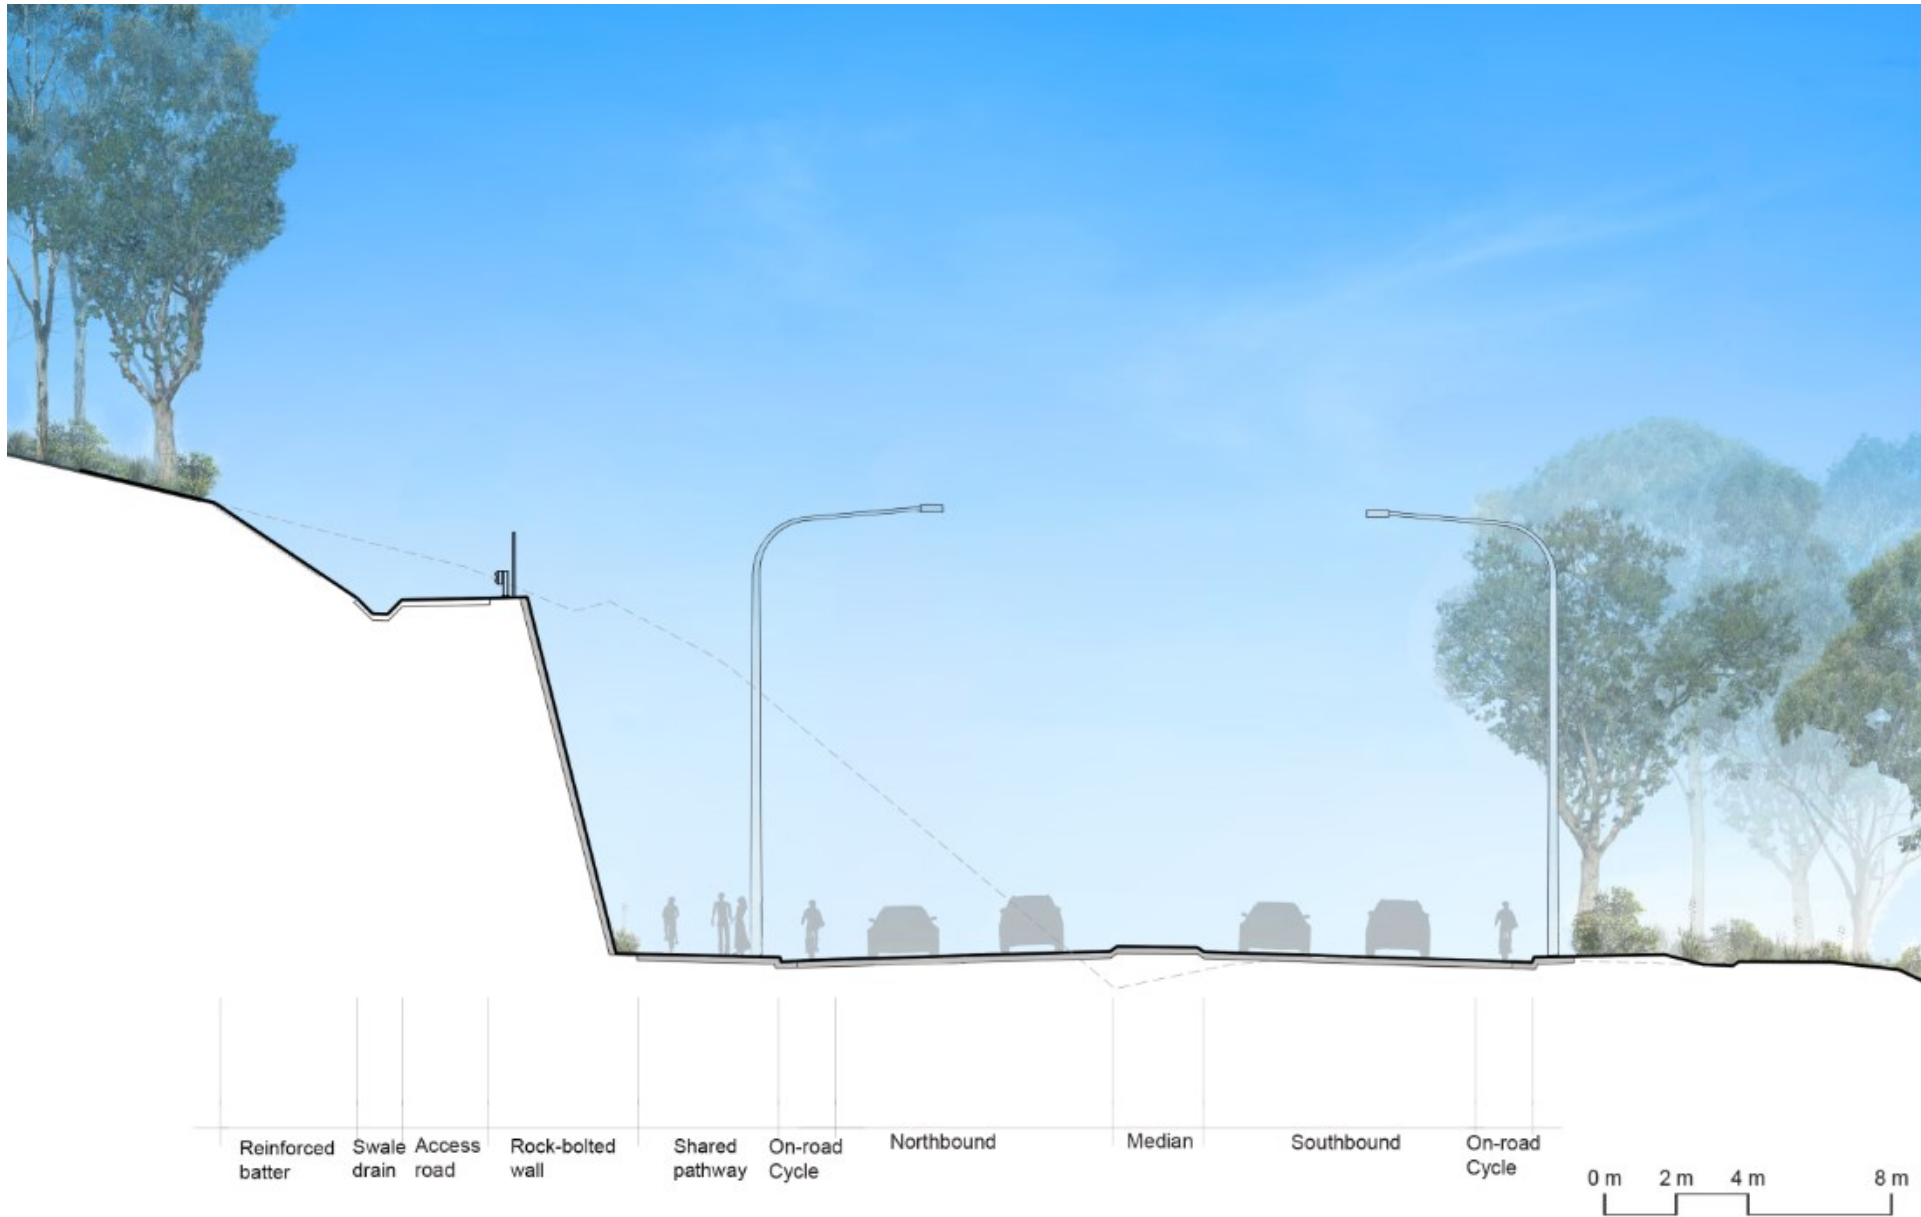 Reinforced
batter
Swale
drain
Access
road
Rock-bolted
wall
Shared
pathway
On-road
Cycle
Northbound
Median
Southbound
On-road
Cycle
0 m 2 m 4 m 8 m